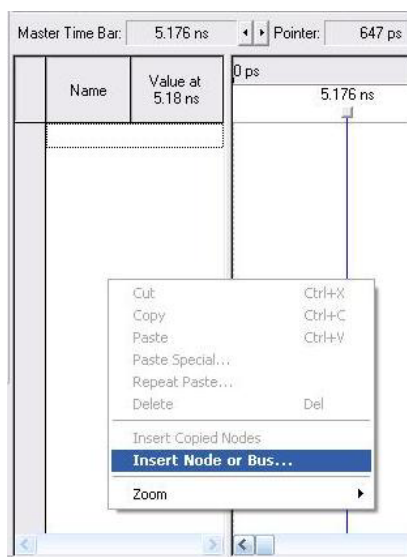 Master Time Bar: 5.176 ns Pointer: 647 ps
0 ps
Name Value at 5.18 ns 5.176 ns
Cut Ctrl+X
Copy Ctrl+C
Paste Ctrl+V
Paste Special...
Repeat Paste...
Delete Del
Insert Copied Nodes
Insert Node or Bus...
Zoom